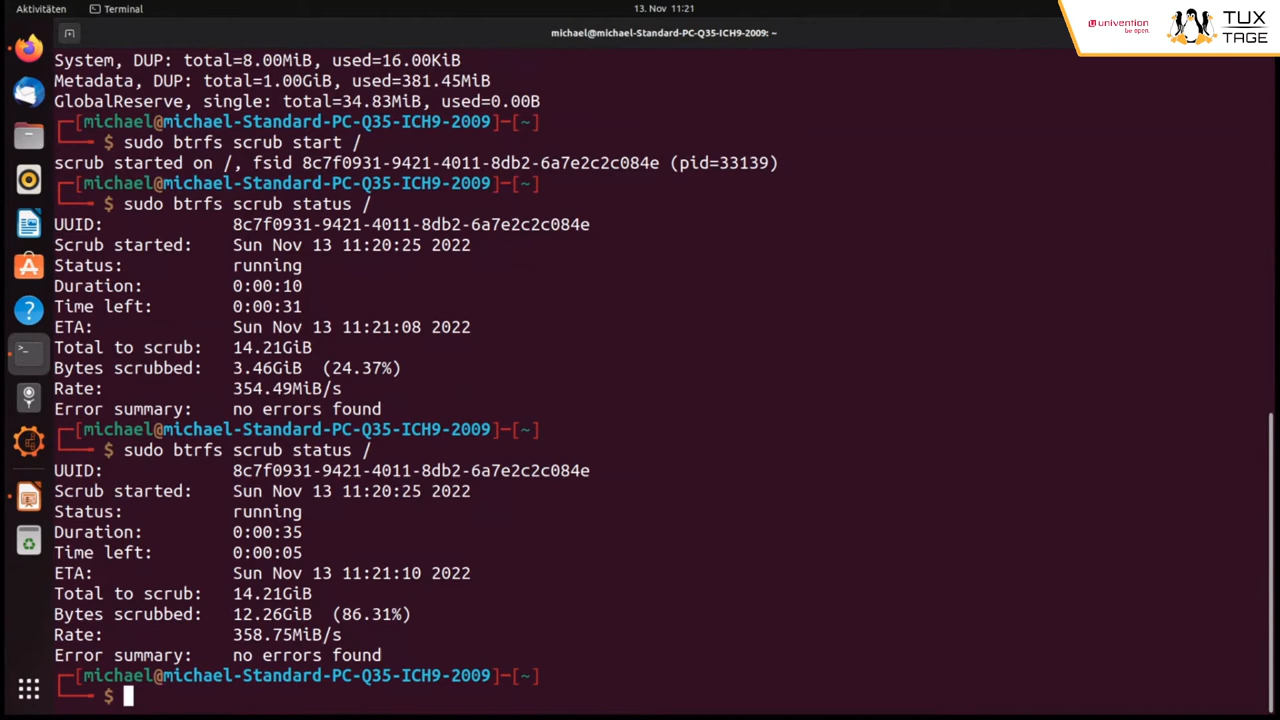 Aktivitäten
Terminal
13. Nov 11:21
michael@michael-Standard-PC-Q35-ICH9-2009: ~
univention
be open.
TUX
TAGE
System, DUP: total=8.00MiB, used=16.00KiB
Metadata, DUP: total=1.00GiB, used=381.45MiB
GlobalReserve, single: total=34.83MiB, used=0.00B
┌─[michael@michael-Standard-PC-Q35-ICH9-2009]─[~]
└──╼ $ sudo btrfs scrub start /
scrub started on /, fsid 8c7f0931-9421-4011-8db2-6a7e2c2c084e (pid=33139)
┌─[michael@michael-Standard-PC-Q35-ICH9-2009]─[~]
└──╼ $ sudo btrfs scrub status /
UUID:             8c7f0931-9421-4011-8db2-6a7e2c2c084e
Scrub started:    Sun Nov 13 11:20:25 2022
Status:           running
Duration:         0:00:10
Time left:        0:00:31
ETA:              Sun Nov 13 11:21:08 2022
Total to scrub:   14.21GiB
Bytes scrubbed:   3.46GiB  (24.37%)
Rate:             354.49MiB/s
Error summary:    no errors found
┌─[michael@michael-Standard-PC-Q35-ICH9-2009]─[~]
└──╼ $ sudo btrfs scrub status /
UUID:             8c7f0931-9421-4011-8db2-6a7e2c2c084e
Scrub started:    Sun Nov 13 11:20:25 2022
Status:           running
Duration:         0:00:35
Time left:        0:00:05
ETA:              Sun Nov 13 11:21:10 2022
Total to scrub:   14.21GiB
Bytes scrubbed:   12.26GiB  (86.31%)
Rate:             358.75MiB/s
Error summary:    no errors found
┌─[michael@michael-Standard-PC-Q35-ICH9-2009]─[~]
└──╼ $